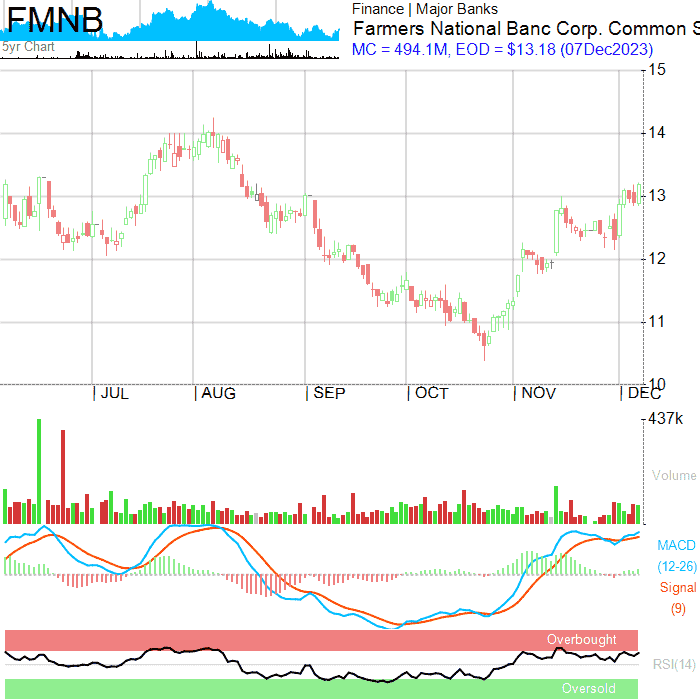 FMNB
5yr Chart
Finance | Major Banks
Farmers National Banc Corp. Common S
MC = 494.1M, EOD = $13.18 (07Dec2023)
15
14
13
12
11
10
| JUL | AUG | SEP | OCT | NOV | DEC
437k
Volume
MACD
(12-26)
Signal
(9)
Overbought
RSI(14)
Oversold